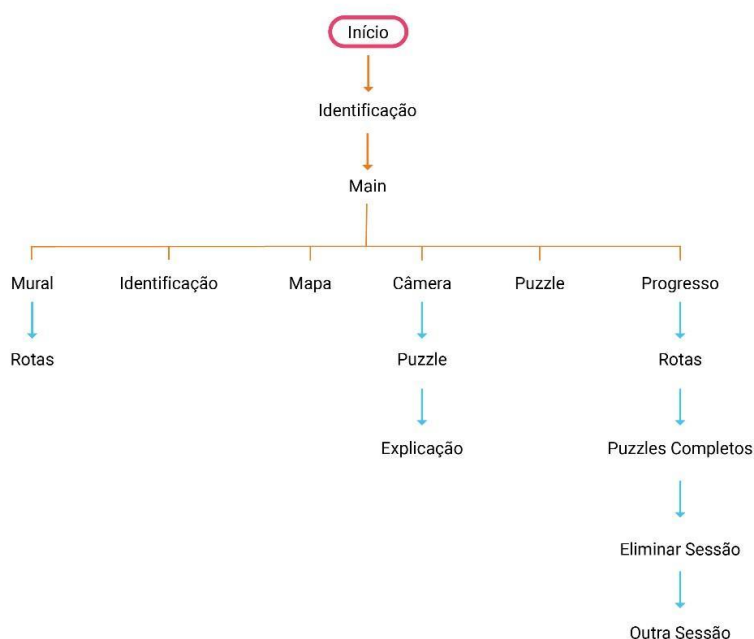 Início
Identificação
Main
Mural
Identificação
Mapa
Câmera
Puzzle
Progresso
Rotas
Puzzle
Rotas
Explicação
Puzzles Completos
Eliminar Sessão
Outra Sessão